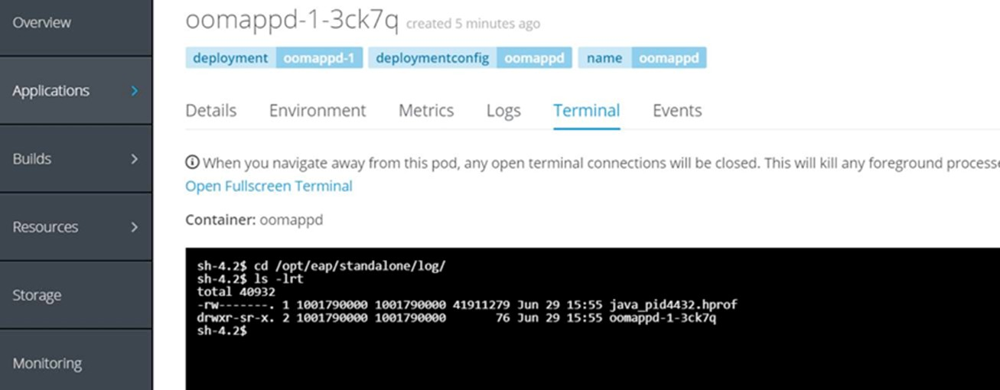 Overview
Applications
Builds
Resources
Storage
Monitoring
oomappd-1-3ck7q created 5 minutes ago
deployment oomappd-1 deploymentconfig oomappd name oomappd
Details Environment Metrics Logs Terminal Events
When you navigate away from this pod, any open terminal connections will be closed. This will kill any foreground
Open Fullscreen Terminal
Container: oomappd
sh-4.2$ cd /opt/eap/standalone/log/
sh-4.2$ ls -lrt
total 40932
-rw-------. 1 1001790000 1001790000 41911279 Jun 29 15:55 java_pid4432.hprof
drwxr-sr-x. 2 1001790000 1001790000       76 Jun 29 15:55 oomappd-1-3ck7q
sh-4.2$